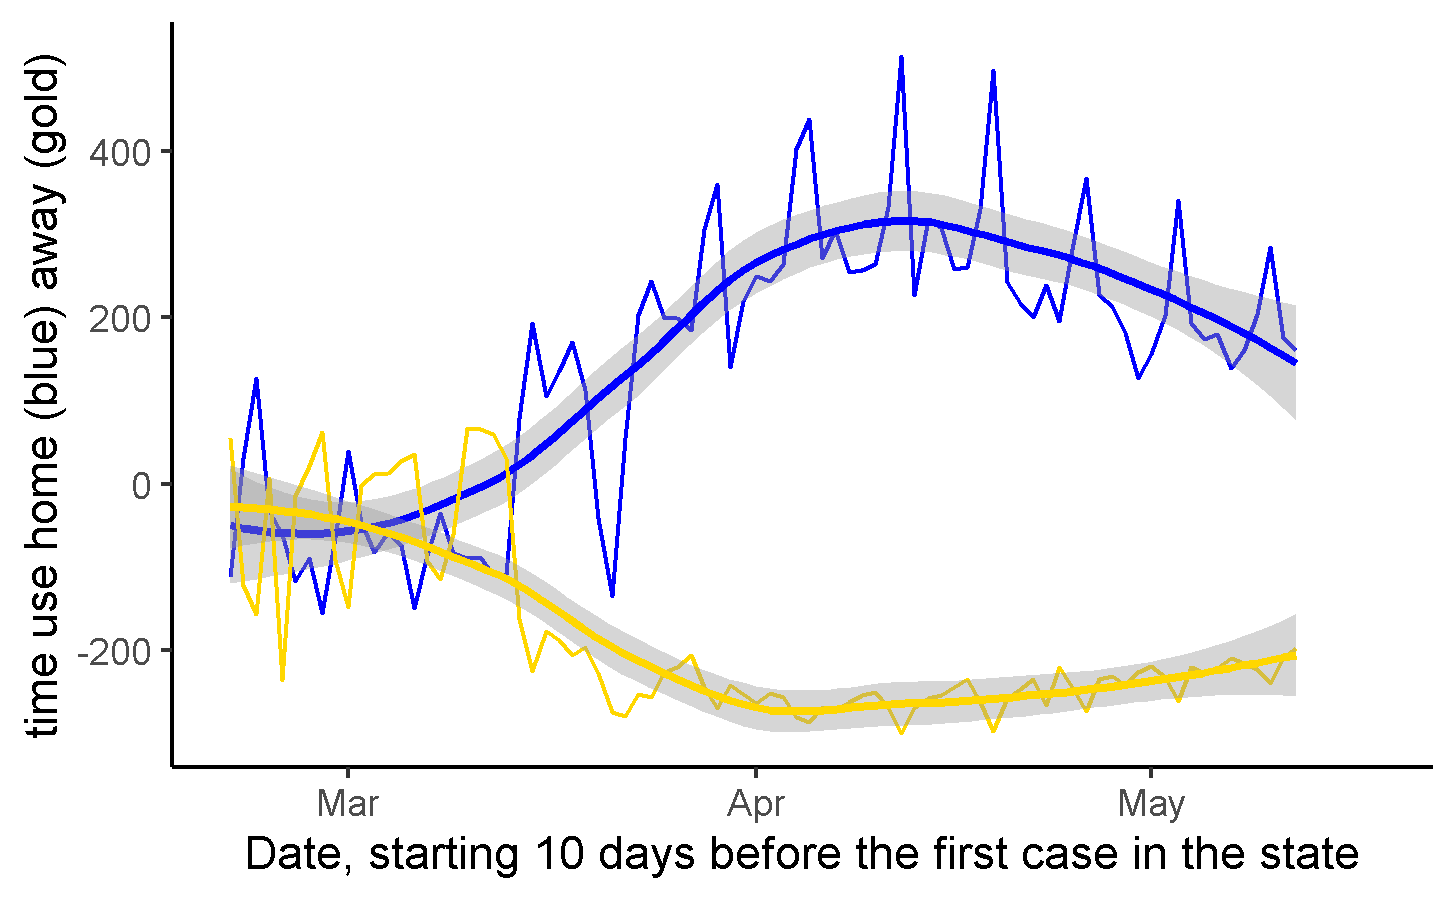 time use home (blue) away (gold)
400
200
0
-200
Mar
Apr
May
Date, starting 10 days before the first case in the state